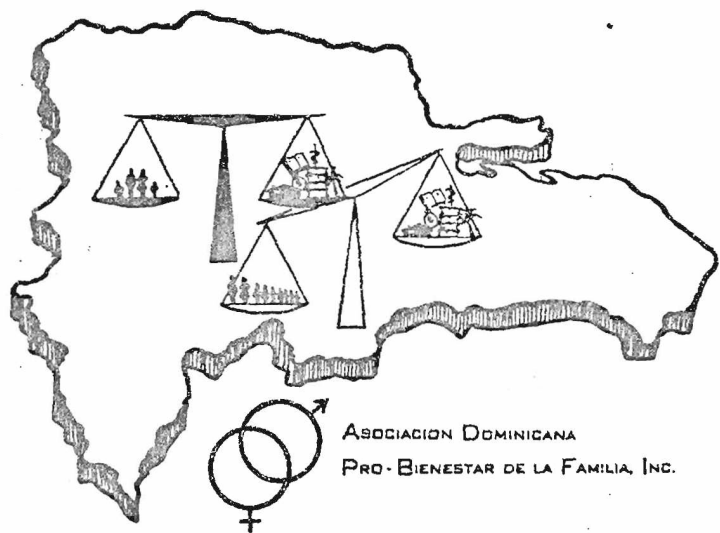 ASOCIACION DOMINICANA
PRO-BIENESTAR DE LA FAMILIA, INC.